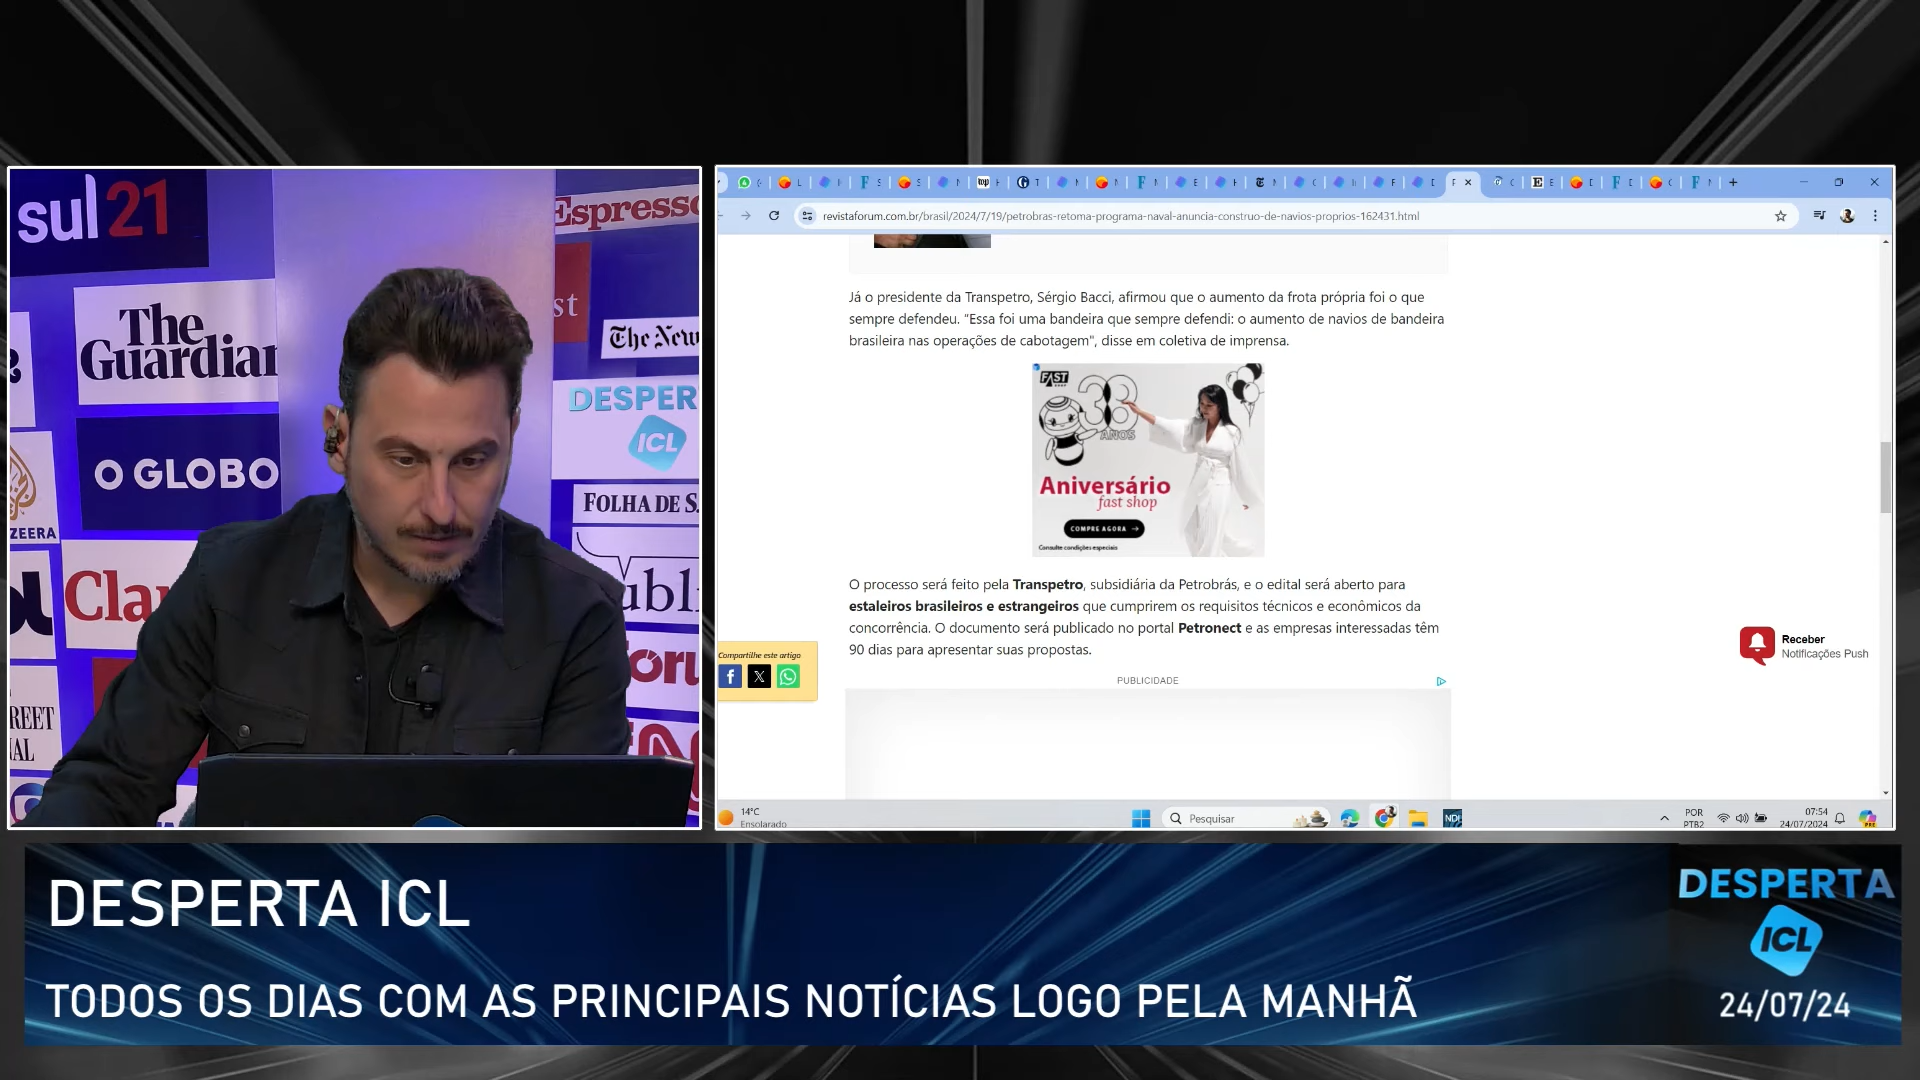 sul21
Espresso
The Guardian
The New
DESPER
ICL
O GLOBO
FOLHA DE S.
ZEERA
Cla
REET
revistaforum.com.br/brasil/2024/7/19/petrobras-retoma-programa-naval-anuncia-construo-de-navios-proprios-162431.html
Já o presidente da Transpetro, Sérgio Bacci, afirmou que o aumento da frota própria foi o que
sempre defendeu. "Essa foi uma bandeira que sempre defendi: o aumento de navios de bandeira
brasileira nas operações de cabotagem", disse em coletiva de imprensa.
FAST
38
ANOS
Aniversário
fast shop
COMPRE AGORA →
Consulte condições especiais
O processo será feito pela Transpetro, subsidiária da Petrobrás, e o edital será aberto para
estaleiros brasileiros e estrangeiros que cumprirem os requisitos técnicos e econômicos da
concorrência. O documento será publicado no portal Petronect e as empresas interessadas têm
90 dias para apresentar suas propostas.
Compartilhe este artigo
Receber
Notificações Push
PUBLICIDADE
14°C
Ensolarado
Pesquisar
POR
PTB2
07:54
24/07/2024
DESPERTA ICL
TODOS OS DIAS COM AS PRINCIPAIS NOTÍCIAS LOGO PELA MANHÃ
DESPERTA
ICL
24/07/24